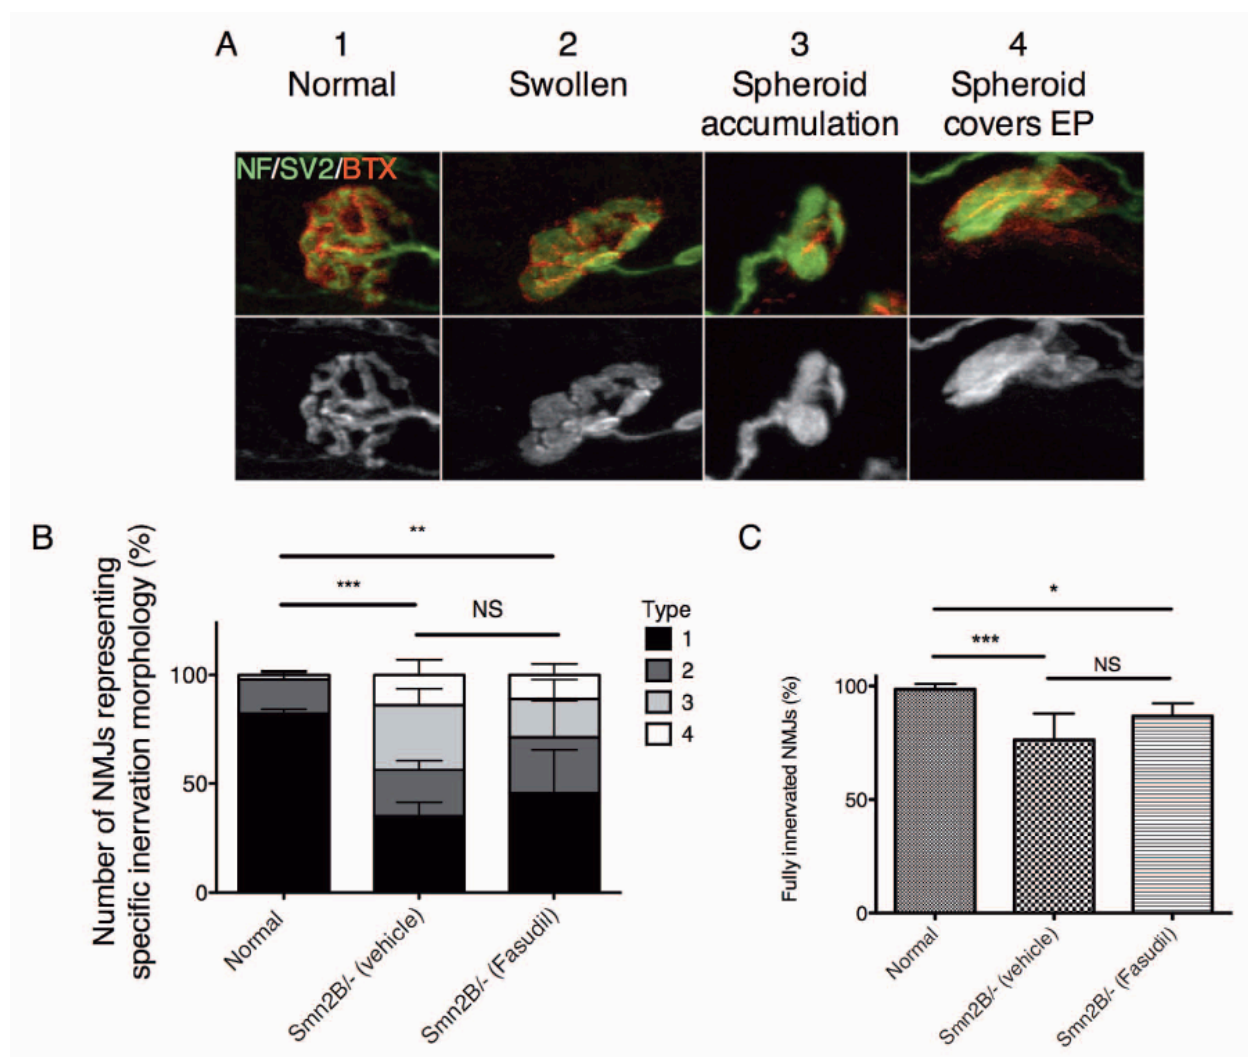 A
1
Normal
2
Swollen
3
Spheroid
accumulation
4
Spheroid
covers EP
NF/SV2/BTX
B
Number of NMJs representing
specific inerrvation morphology (%)
**
***
NS
100
50
0
Normal
Smn2B/- (vehicle)
Smn2B/- (Fasudil)
Type
1
2
3
4
C
Fully innervated NMJs (%)
*
***
NS
100
50
0
Normal
Smn2B/- (vehicle)
Smn2B/- (Fasudil)